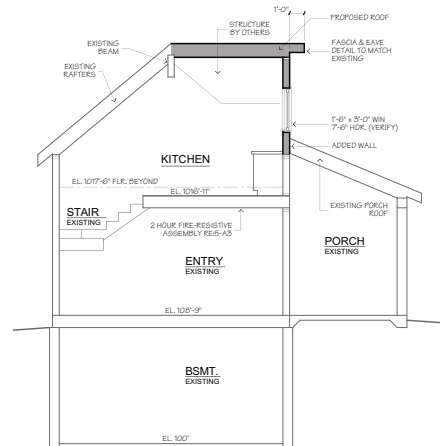 1'-0"
STRUCTURE
BY OTHERS
PROPOSED ROOF
EXISTING
BEAM
FASCIA & EAVE
DETAIL TO MATCH
EXISTING
EXISTING
RAFTERS
1'-6" x 3'-0" WIN
7'-6" HDR. (VERIFY)
ADDED WALL
KITCHEN
EL. 1017'-6" FLR. BEYOND
EL. 1016'-11"
STAIR
EXISTING
2 HOUR FIRE-RESISTIVE
ASSEMBLY
EXISTING PORCH
ROOF
PORCH
EXISTING
ENTRY
EXISTING
EL. 108'-9"
BSMT.
EXISTING
EL. 100'